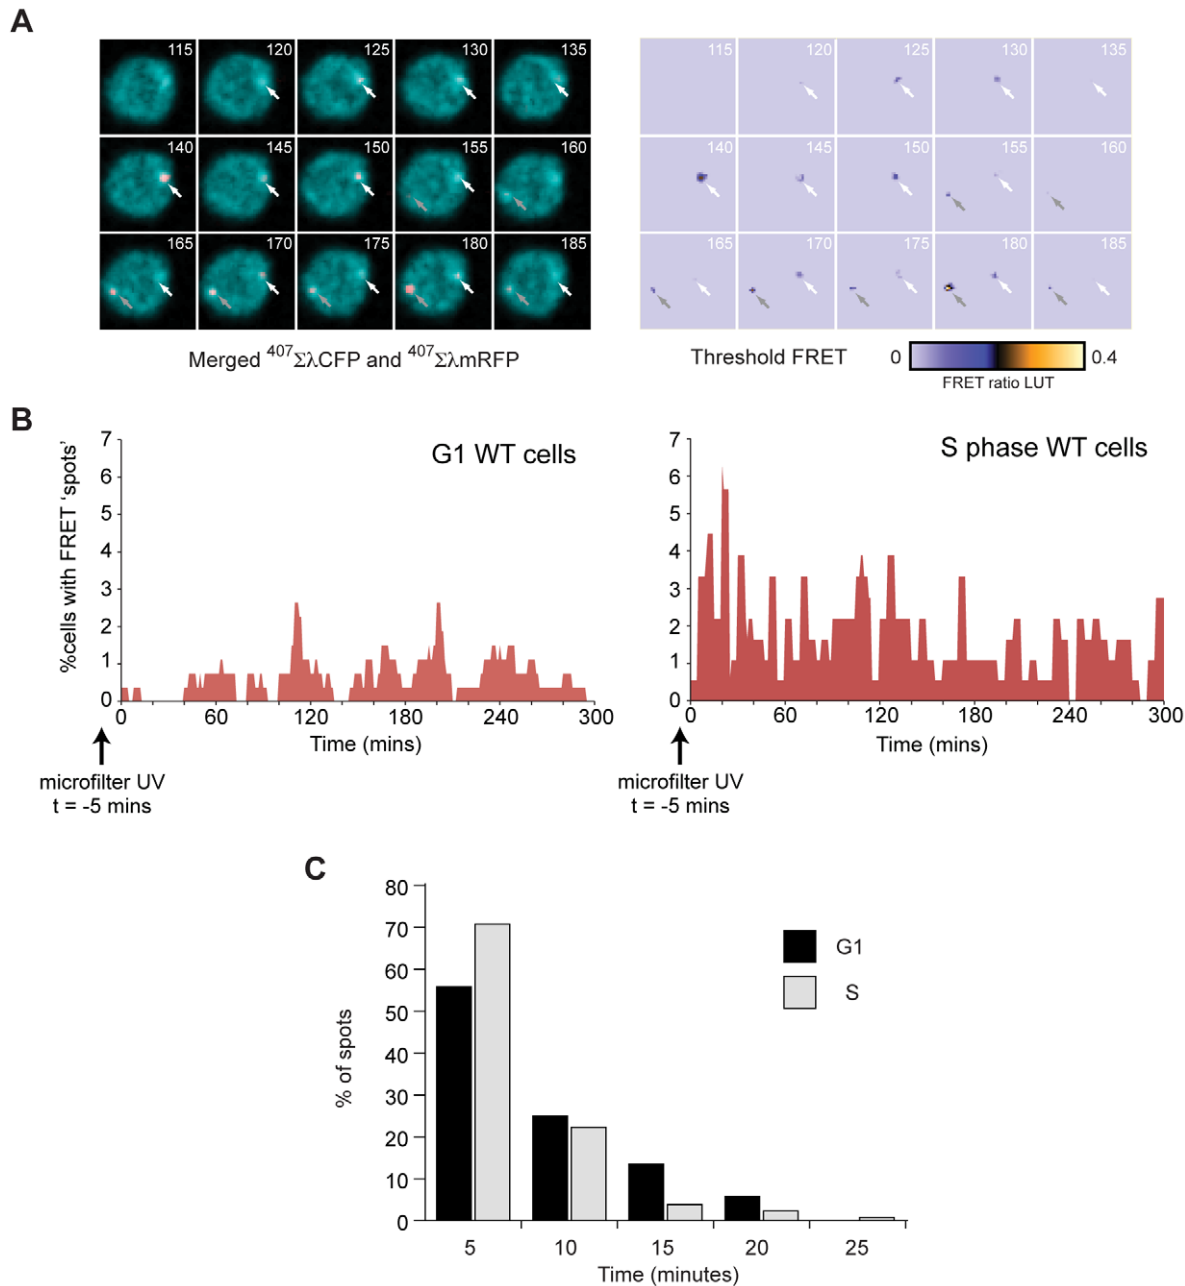 A
115 120 125 130 135
140 145 150 155 160
165 170 175 180 185
Merged ⁴⁰⁷ΣλCFP and ⁴⁰⁷ΣλmRFP
115 120 125 130 135
140 145 150 155 160
165 170 175 180 185
Threshold FRET
0 0.4
FRET ratio LUT
B
G1 WT cells
%cells with FRET ‘spots’
7
6
5
4
3
2
1
0
0 60 120 180 240 300
Time (mins)
microfilter UV
t = -5 mins
S phase WT cells
7
6
5
4
3
2
1
0
0 60 120 180 240 300
Time (mins)
microfilter UV
t = -5 mins
C
% of spots
80
70
60
50
40
30
20
10
0
5 10 15 20 25
Time (minutes)
G1
S